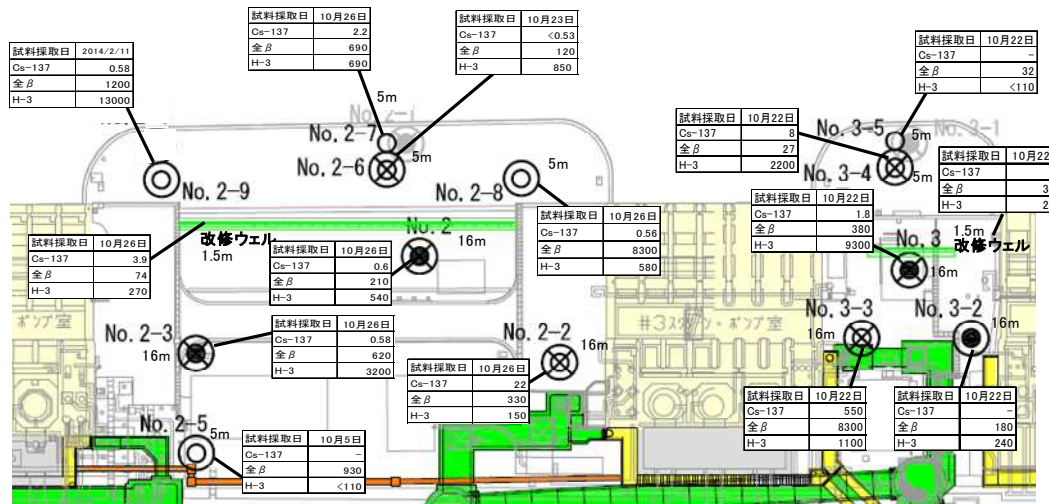 試料採取日 10月26日
Cs-137 2.2
全β 690
H-3 690
試料採取日 10月23日
Cs-137 <0.53
全β 120
H-3 850
試料採取日 2014/2/11
Cs-137 0.58
全β 1200
H-3 13000
試料採取日 10月22日
Cs-137 -
全β 32
H-3 <110
5m
No. 2-1
No. 2-7
5m
No. 2-6
試料採取日 10月22日
Cs-137 8
全β 27
H-3 2200
No. 3-5
5m
No. 3-1
No. 3-4
5m
5m
No. 2-9
5m
No. 2-8
試料採取日 10月22
Cs-137
全β 3
H-3 2
試料採取日 10月22日
Cs-137 1.8
全β 380
H-3 9300
試料採取日 10月26日
Cs-137 0.56
全β 8300
H-3 580
改修ウェル
1.5m
No. 2
16m
1.5m
改修ウェル
No. 3
16m
試料採取日 10月26日
Cs-137 3.9
全β 74
H-3 270
試料採取日 10月26日
Cs-137 0.6
全β 210
H-3 540
ポンプ室
No. 2-3
16m
試料採取日 10月26日
Cs-137 0.58
全β 620
H-3 3200
No. 2-2
16m
#3スクリーン・ポンプ室
No. 3-3
16m
No. 3-2
16m
試料採取日 10月26日
Cs-137 22
全β 330
H-3 150
試料採取日 10月22日
Cs-137 550
全β 8300
H-3 1100
試料採取日 10月22日
Cs-137 -
全β 180
H-3 240
No. 2-5
5m
試料採取日 10月5日
Cs-137 -
全β 930
H-3 <110